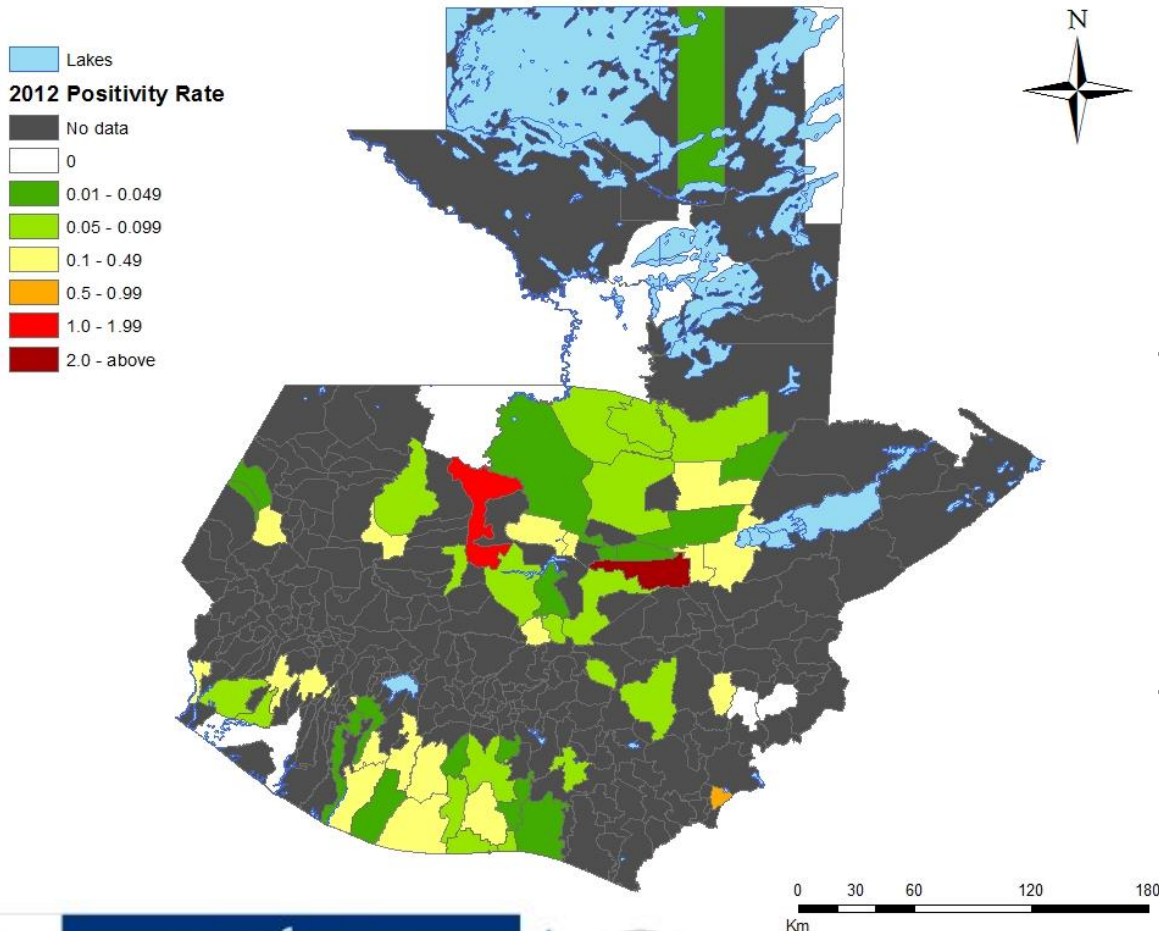 N
Lakes
2012 Positivity Rate
No data
0
0.01 - 0.049
0.05 - 0.099
0.1 - 0.49
0.5 - 0.99
1.0 - 1.99
2.0 - above
0 30 60 120 180
Km